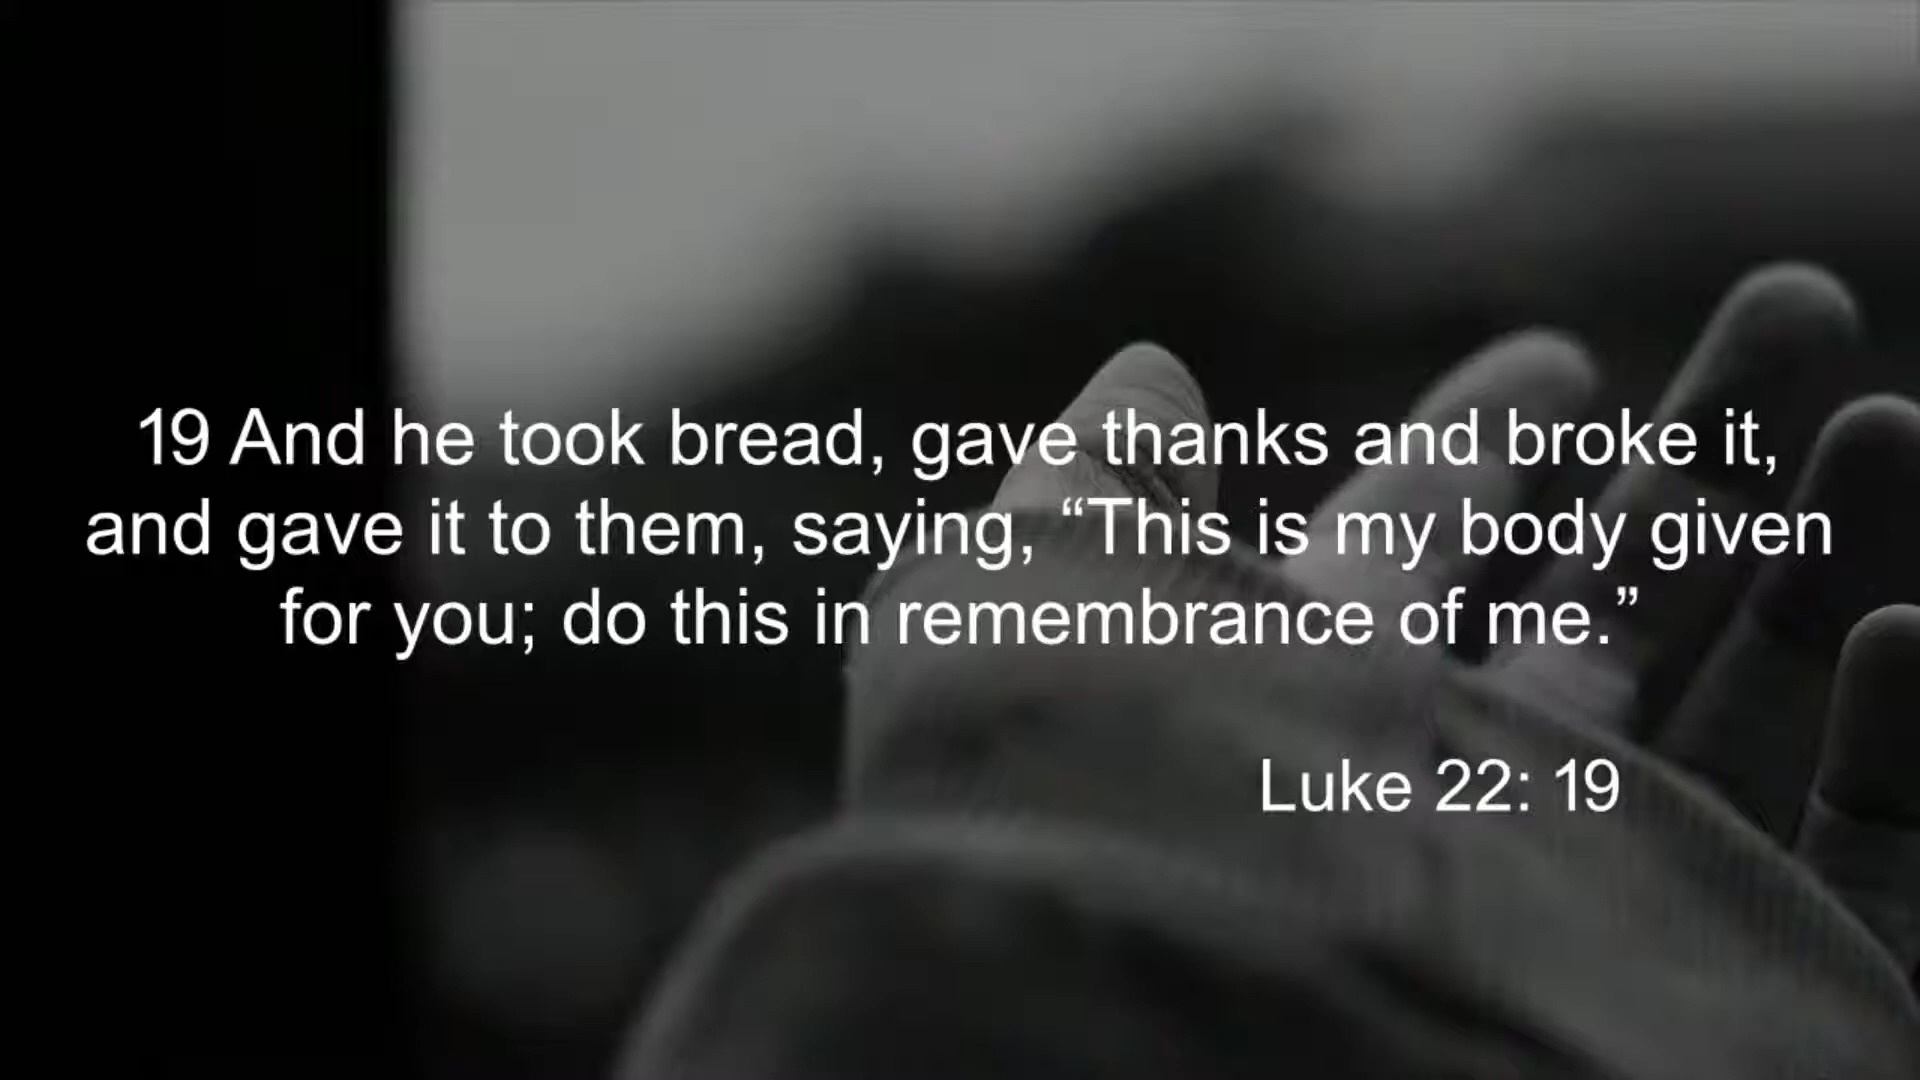 19 And he took bread, gave thanks and broke it,
and gave it to them, saying, “This is my body given
for you; do this in remembrance of me.”
Luke 22: 19